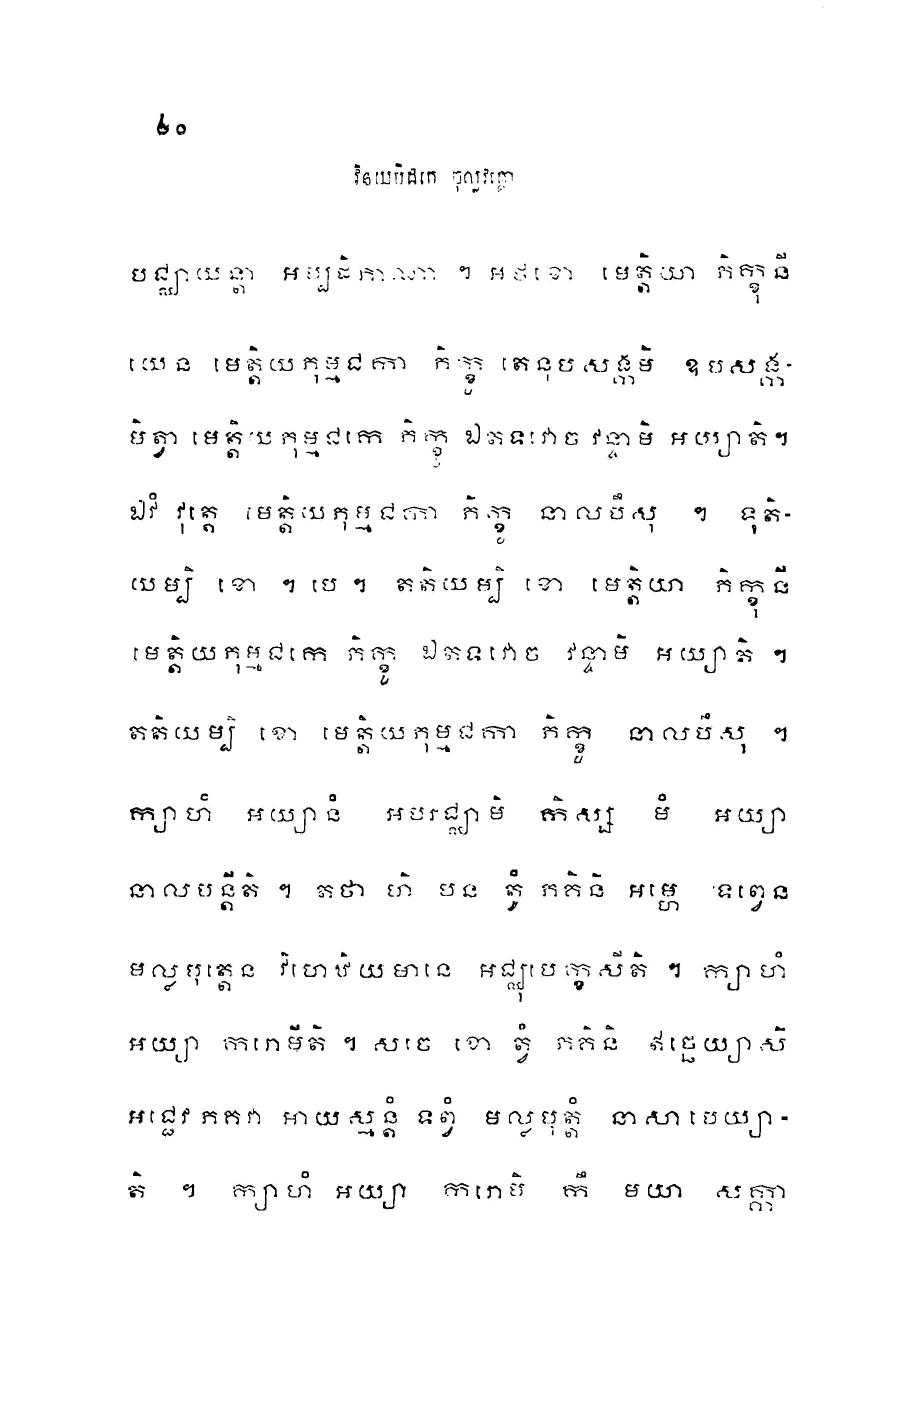 ៦០
វិនយបិដកេ ចុល្លវគ្គោ
បជ្ឈាយន្តា អប្បដិភាណា ។ អថខោ មេត្តិយា ភិក្ខុនី
យេន មេត្តិយកុម្មជកា ភិក្ខូ តេនុបសង្កមិ ឧបសង្ក-
មិត្វា មេត្តិយកុម្មជកេ ភិក្ខូ ឯតទវោច វន្ទាមិ អយ្យាតិ។
ឯវំ វុត្តេ មេត្តិយកុម្មជកា ភិក្ខូ នាលបឹសុ ។ ទុតិ-
យម្បិ ខោ ។ បេ ។ តតិយម្បិ ខោ មេត្តិយា ភិក្ខុនី
មេត្តិយកុម្មជកេ ភិក្ខូ ឯតទវោច វន្ទាមិ អយ្យាតិ ។
តតិយម្បិ ខោ មេត្តិយកុម្មជកា ភិក្ខូ នាលបឹសុ ។
ក្យាហំ អយ្យានំ អបរជ្ឈាមិ កិស្ស មំ អយ្យា
នាលបន្តីតិ ។ តថា ហិ បន ត្វំ ភគិនិ អម្ហេ ទព្វេន
មល្លបុត្តេន វិហេឋិយមានេ អជ្ឈុបេក្ខសីតិ ។ ក្យាហំ
អយ្យា ករោមីតិ ។ សចេ ខោ ត្វំ ភគិនិ ឥច្ឆេយ្យាសិ
អជ្ជេវ ភគវា អាយស្មន្តំ ទព្វំ មល្លបុត្តំ នាសាបេយ្យា-
តិ ។ ក្យាហំ អយ្យា ករោមិ កឹ មយា សក្កា